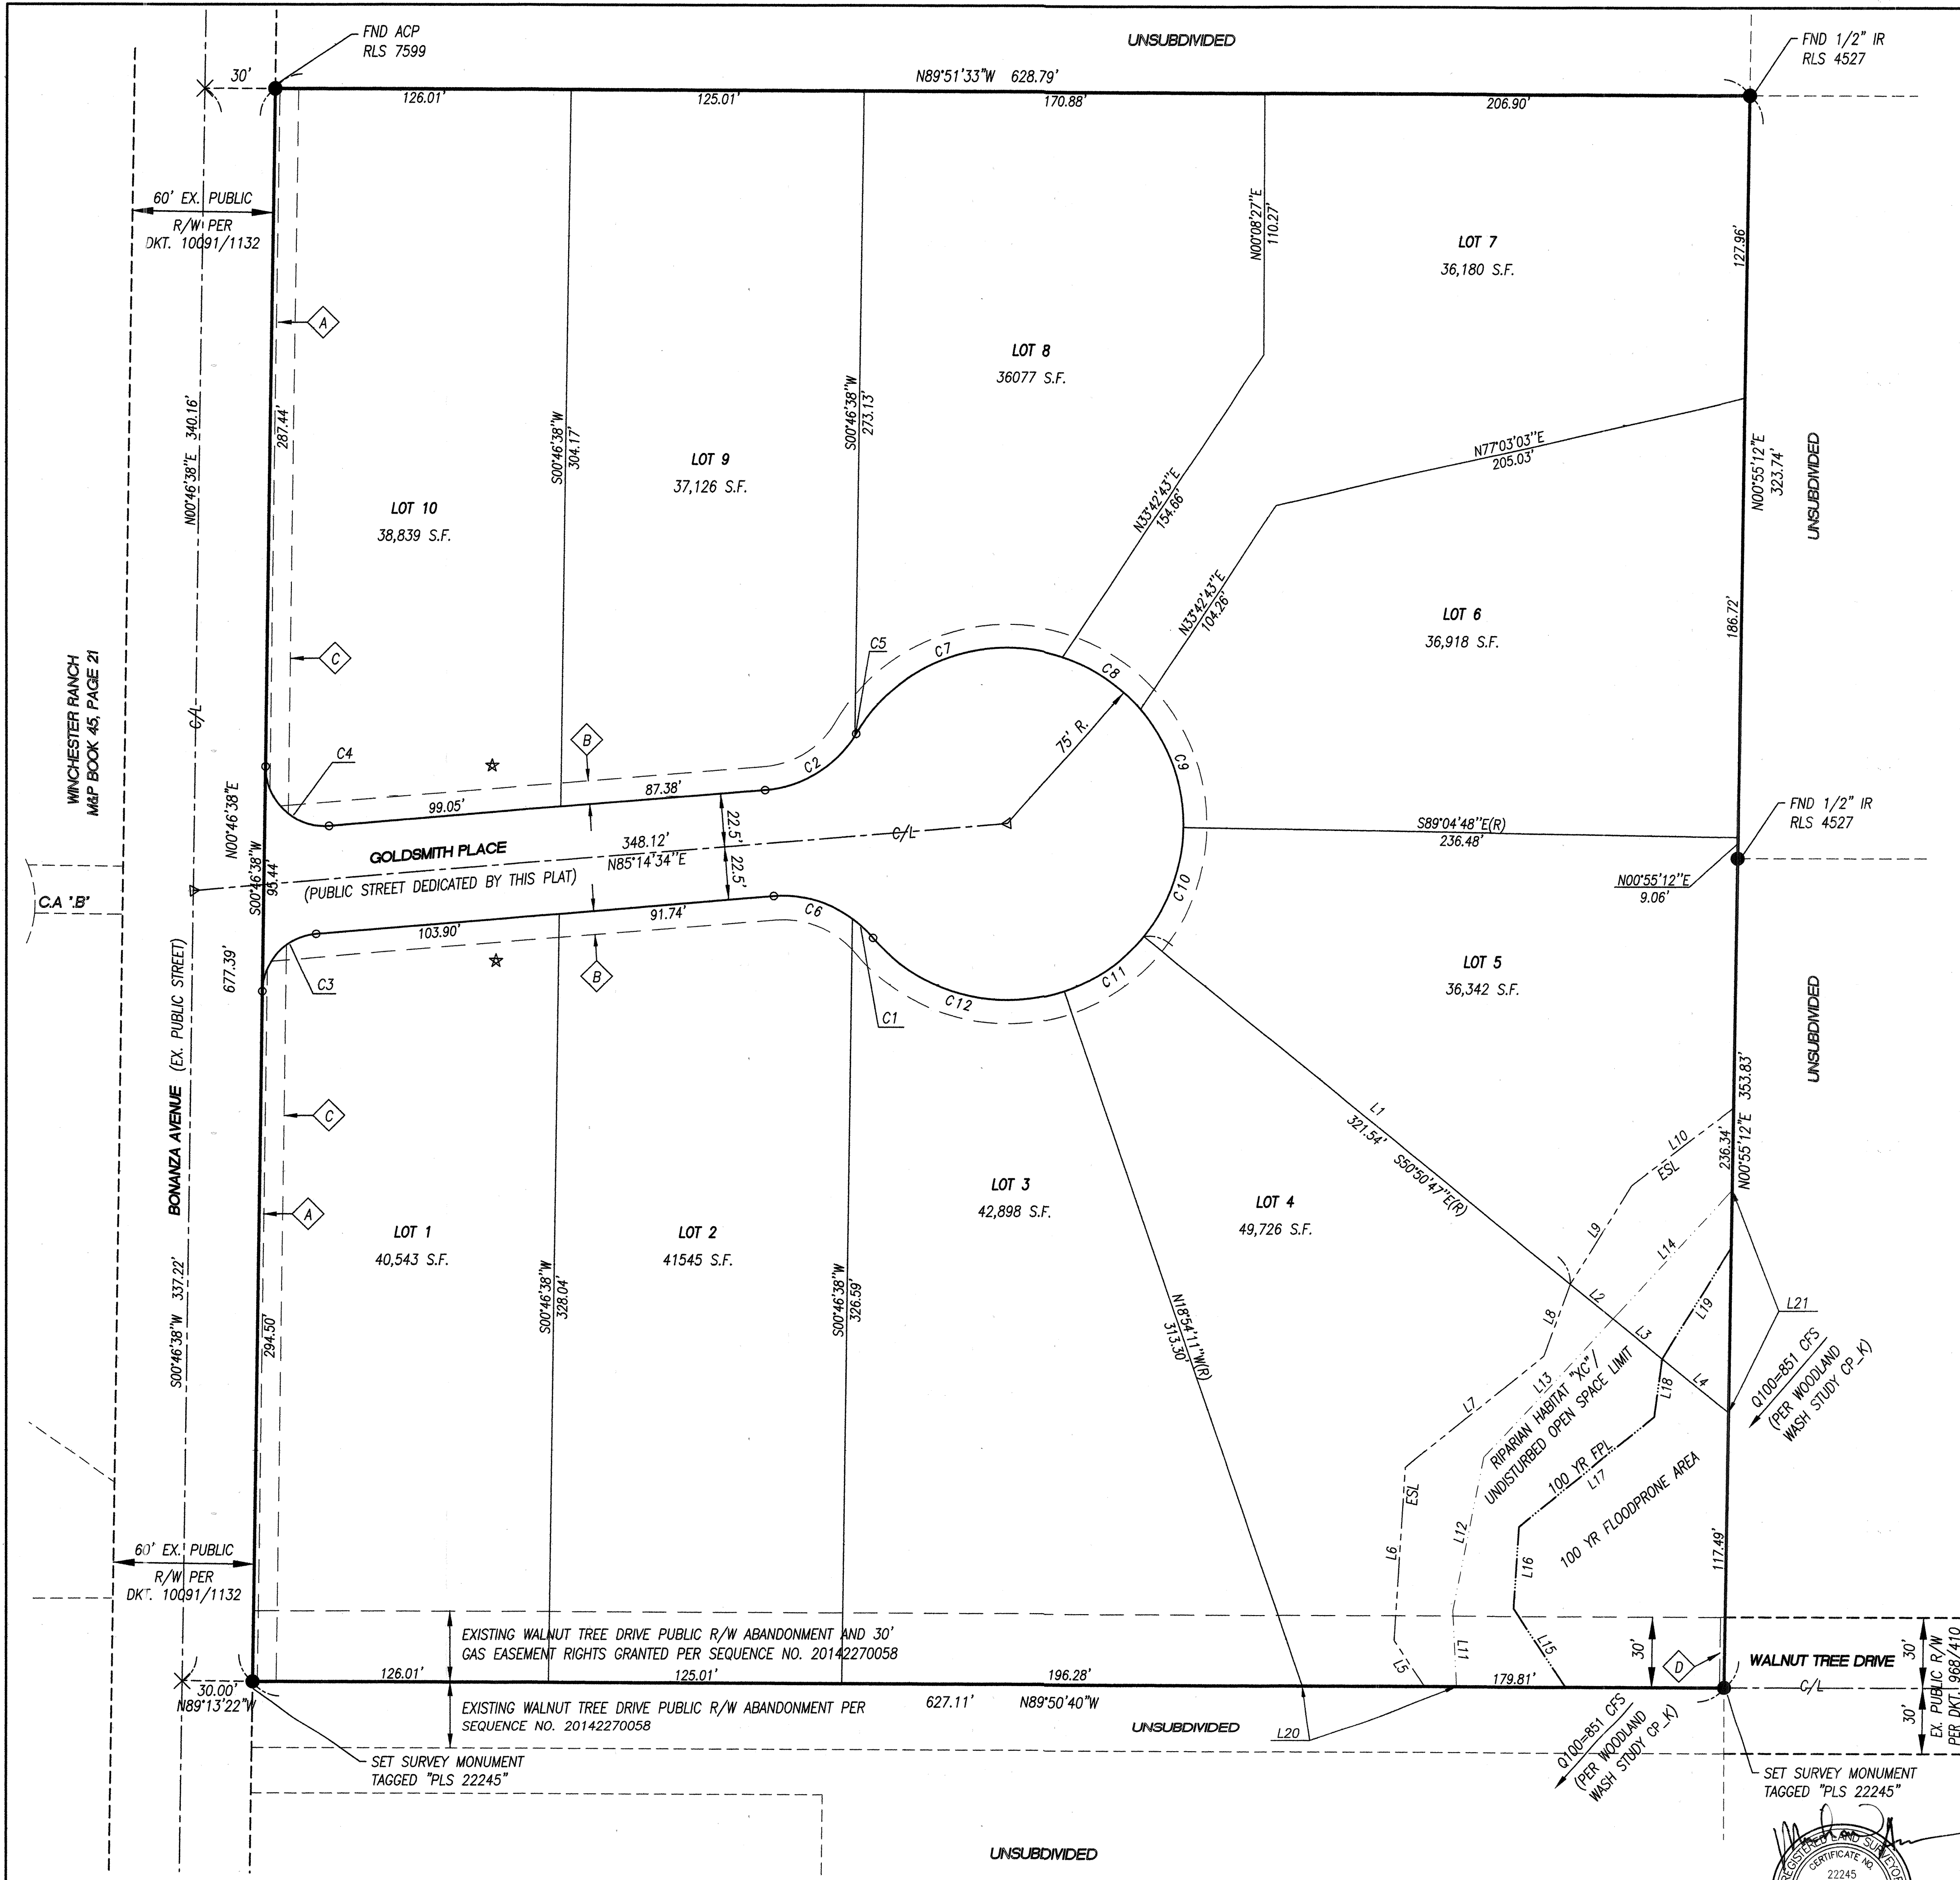 FND ACP
RLS 7599
UNSUBDIVIDED
FND 1/2" IR
RLS 4527
30'
N89°51'33"W 628.79'
126.01'
125.01'
170.88'
206.90'
60' EX. PUBLIC
R/W PER
DKT. 10091/1132
A
N00°08'27"E
110.27'
LOT 7
36,180 S.F.
127.96'
LOT 8
36077 S.F.
N00°46'38"E 340.16'
287.44'
S00°46'38"W
304.17'
S00°46'38"W
273.13'
LOT 9
37,126 S.F.
LOT 10
38,839 S.F.
N33°42'43"E
154.66'
N77°03'03"E
205.03'
N00°55'12"E
323.74'
UNSUBDIVIDED
N33°42'43"E
104.26'
LOT 6
36,918 S.F.
186.72'
WINCHESTER RANCH
M&P BOOK 45, PAGE 21
C/L
C
C4
B
C5
C7
C8
C2
75' R.
C9
99.05'
87.38'
22.5'
22.5'
C/L
N00°46'38"E
677.39'
S00°46'38"W
95.44'
GOLDSMITH PLACE
348.12'
N85°14'34"E
(PUBLIC STREET DEDICATED BY THIS PLAT)
S89°04'48"E(R)
236.48'
FND 1/2" IR
RLS 4527
N00°55'12"E
9.06'
C.A "B"
103.90'
91.74'
C6
C10
C3
B
C1
C12
C11
LOT 5
36,342 S.F.
UNSUBDIVIDED
BONANZA AVENUE (EX. PUBLIC STREET)
C
A
L1
321.54'
S50°50'47"E(R)
L10
ESL
236.34'
N00°55'12"E 353.83'
LOT 1
40,543 S.F.
LOT 2
41545 S.F.
LOT 3
42,898 S.F.
LOT 4
49,726 S.F.
S00°46'38"W 337.22'
294.50'
S00°46'38"W
328.04'
S00°46'38"W
326.59'
N18°54'11"W(R)
313.30'
L9
L14
L2
L8
L3
L19
L21
L13
L7
L18
L4
RIPARIAN HABITAT "XC"/
UNDISTURBED OPEN SPACE LIMIT
Q100=851 CFS
(PER WOODLAND
WASH STUDY CP_K)
ESL
100 YR FPL
L17
L12
100 YR FLOODPRONE AREA
L6
L16
117.49'
60' EX. PUBLIC
R/W PER
DKT. 10091/1132
EXISTING WALNUT TREE DRIVE PUBLIC R/W ABANDONMENT AND 30'
GAS EASEMENT RIGHTS GRANTED PER SEQUENCE NO. 20142270058
L5
L11
L15
30'
D
WALNUT TREE DRIVE
C/L
30'
30'
EX. PUBLIC R/W
PER DKT. 968/410
30.00'
N89°13'22"W
126.01'
125.01'
196.28'
179.81'
627.11' N89°50'40"W
EXISTING WALNUT TREE DRIVE PUBLIC R/W ABANDONMENT PER
SEQUENCE NO. 20142270058
UNSUBDIVIDED
L20
Q100=851 CFS
(PER WOODLAND
WASH STUDY CP_K)
SET SURVEY MONUMENT
TAGGED "PLS 22245"
SET SURVEY MONUMENT
TAGGED "PLS 22245"
UNSUBDIVIDED
REGISTERED LAND SURVEYOR
CERTIFICATE NO.
22245